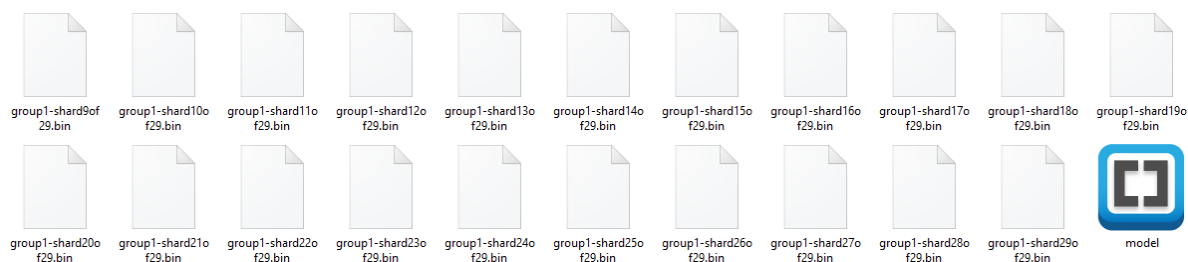 group1-shard9of
29.bin
group1-shard10o
f29.bin
group1-shard11o
f29.bin
group1-shard12o
f29.bin
group1-shard13o
f29.bin
group1-shard14o
f29.bin
group1-shard15o
f29.bin
group1-shard16o
f29.bin
group1-shard17o
f29.bin
group1-shard18o
f29.bin
group1-shard19o
f29.bin
group1-shard20o
f29.bin
group1-shard21o
f29.bin
group1-shard22o
f29.bin
group1-shard23o
f29.bin
group1-shard24o
f29.bin
group1-shard25o
f29.bin
group1-shard26o
f29.bin
group1-shard27o
f29.bin
group1-shard28o
f29.bin
group1-shard29o
f29.bin
model